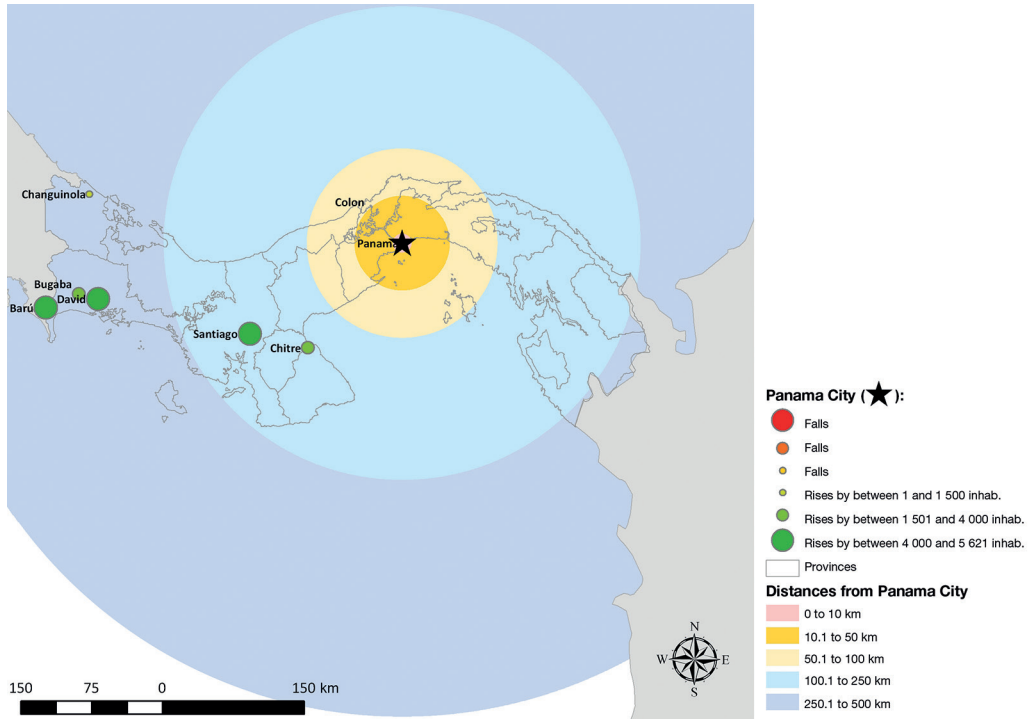 Colon
Changuinola
Panama
Bugaba
David
Barú
Santiago
Chitre
Panama City ( ):
Falls
Falls
Falls
Rises by between 1 and 1 500 inhab.
Rises by between 1 501 and 4 000 inhab.
Rises by between 4 000 and 5 621 inhab.
Provinces
Distances from Panama City
0 to 10 km
10.1 to 50 km
50.1 to 100 km
100.1 to 250 km
250.1 to 500 km
N
W E
S
150 75 0 150 km